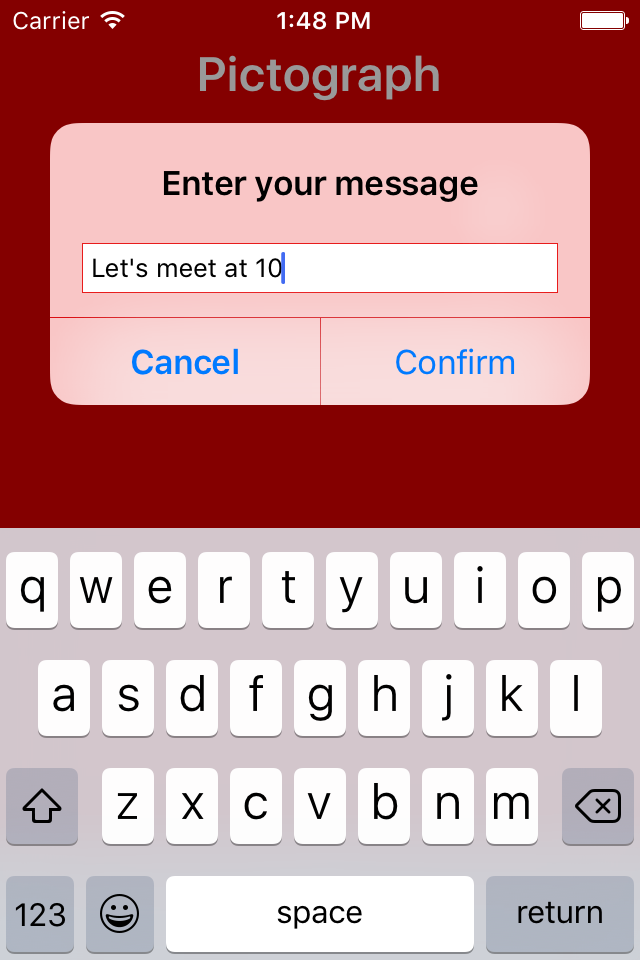 Carrier 1:48 PM
Pictograph
Enter your message
Let's meet at 10
Cancel Confirm
q w e r t y u i o p
a s d f g h j k l
z x c v b n m
123 space return